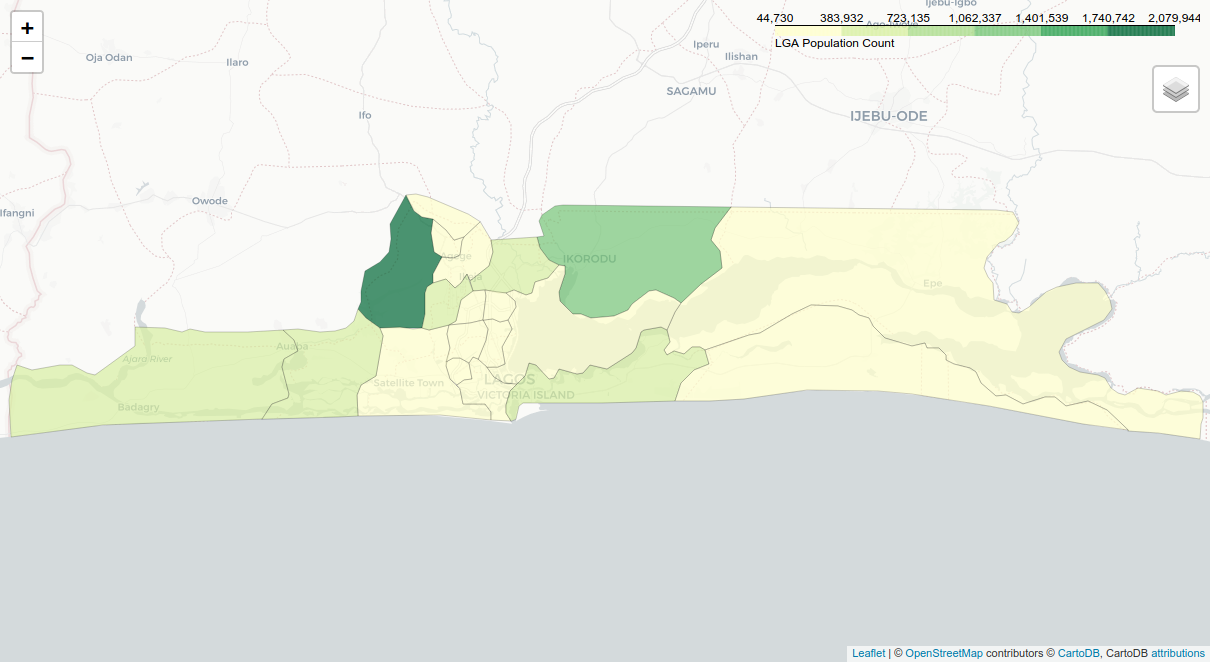 +
−
Ijebu-Igbo
44,730 383,932 723,135 1,062,337 1,401,539 1,740,742 2,079,944
LGA Population Count
Oja Odan
Ilaro
Iperu
Ilishan
SAGAMU
Ifo
IJEBU-ODE
Owode
Ifangni
Agege
IKORODU
Ikeja
Epe
Ajara River
Satellite Town
LAGOS
VICTORIA ISLAND
Badagry
Leaflet | © OpenStreetMap contributors © CartoDB, CartoDB attributions